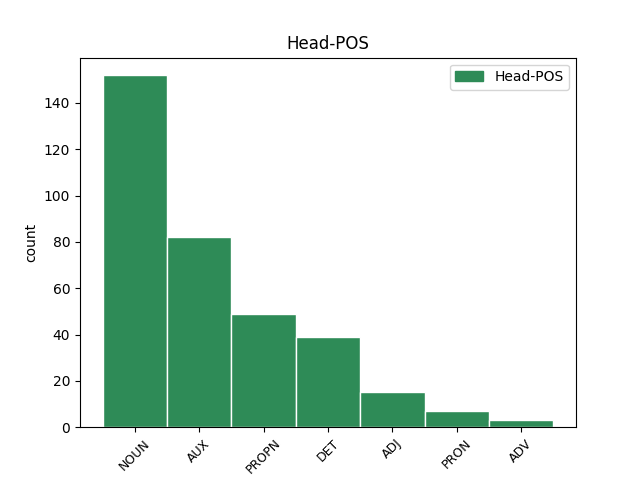 Head-POS
Head-POS
count
140
120
100
80
60
40
20
0
NOUN
AUX
PROPN
DET
ADJ
PRON
ADV